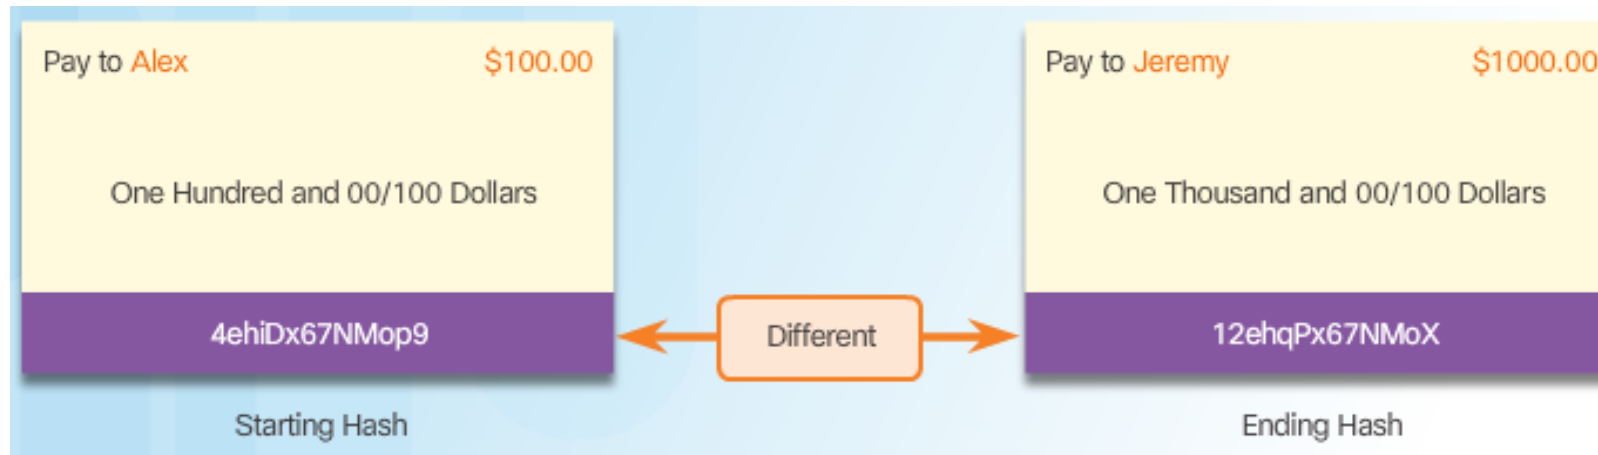 Pay to Alex $100.00
One Hundred and 00/100 Dollars
4ehiDx67NMop9
Starting Hash
Different
Pay to Jeremy $1000.00
One Thousand and 00/100 Dollars
12ehqPx67NMoX
Ending Hash